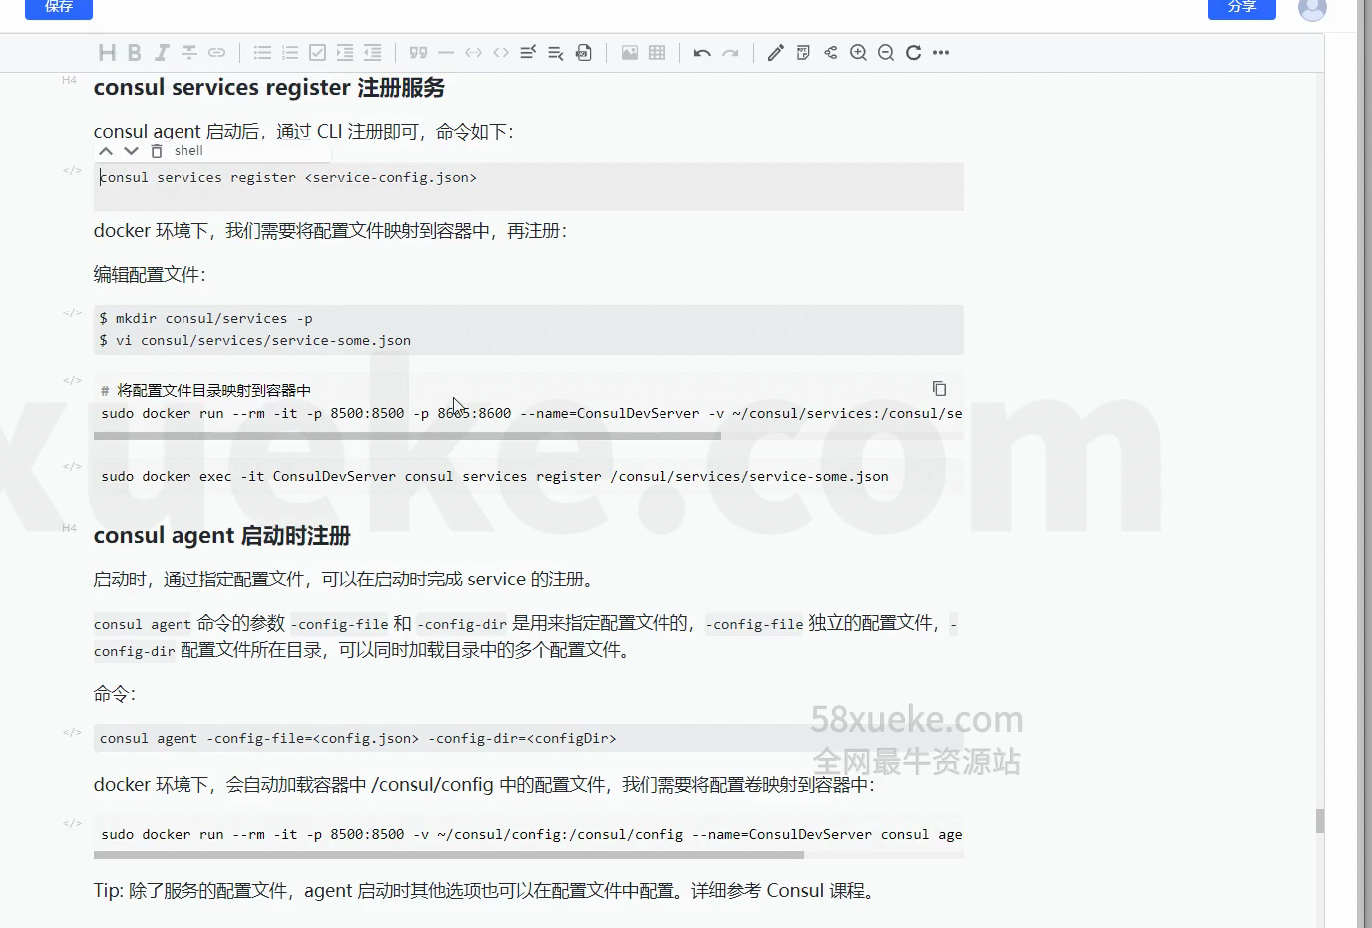 保存
分享
H4
consul services register 注册服务
consul agent 启动后，通过 CLI 注册即可，命令如下：
shell
consul services register <service-config.json>
docker 环境下，我们需要将配置文件映射到容器中，再注册：
编辑配置文件：
$ mkdir consul/services -p
$ vi consul/services/service-some.json
# 将配置文件目录映射到容器中
sudo docker run --rm -it -p 8500:8500 -p 8605:8600 --name=ConsulDevServer -v ~/consul/services:/consul/se
sudo docker exec -it ConsulDevServer consul services register /consul/services/service-some.json
xueke.com
H4
consul agent 启动时注册
启动时，通过指定配置文件，可以在启动时完成 service 的注册。
consul agent 命令的参数 -config-file 和 -config-dir 是用来指定配置文件的，-config-file 独立的配置文件，-
config-dir 配置文件所在目录，可以同时加载目录中的多个配置文件。
命令：
58xueke.com
consul agent -config-file=<config.json> -config-dir=<configDir>
全网最牛资源站
docker 环境下，会自动加载容器中 /consul/config 中的配置文件，我们需要将配置卷映射到容器中：
sudo docker run --rm -it -p 8500:8500 -v ~/consul/config:/consul/config --name=ConsulDevServer consul age
Tip: 除了服务的配置文件，agent 启动时其他选项也可以在配置文件中配置。详细参考 Consul 课程。